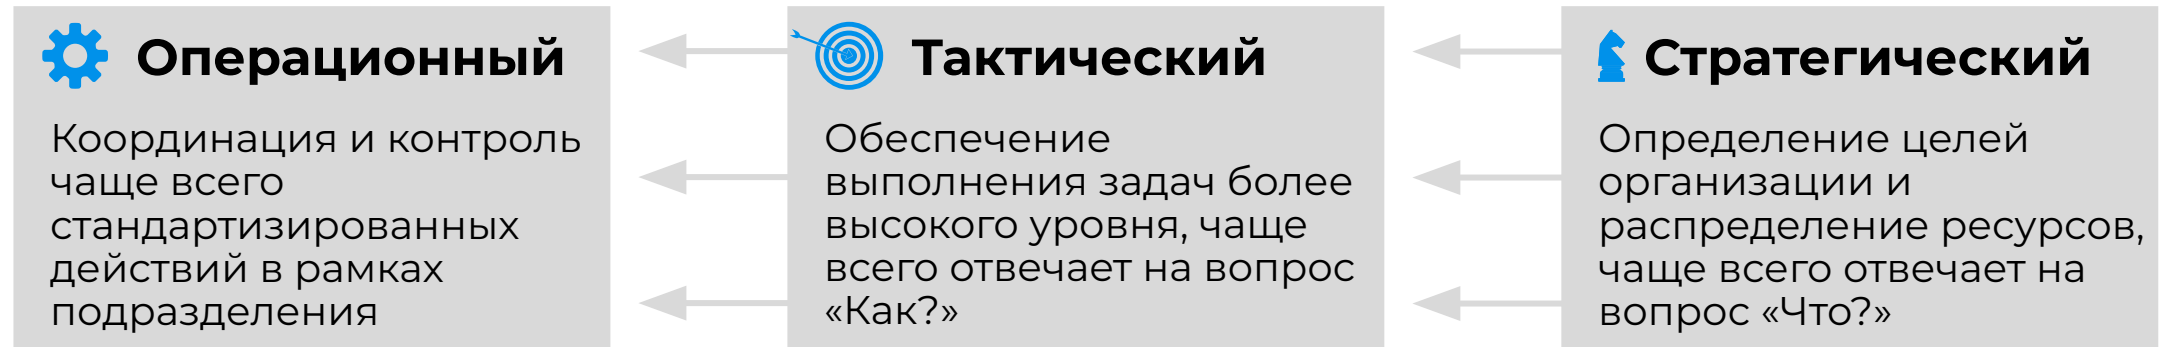 Операционный
Координация и контроль
чаще всего
стандартизированных
действий в рамках
подразделения
Тактический
Обеспечение
выполнения задач более
высокого уровня, чаще
всего отвечает на вопрос
«Как?»
Стратегический
Определение целей
организации и
распределение ресурсов,
чаще всего отвечает на
вопрос «Что?»